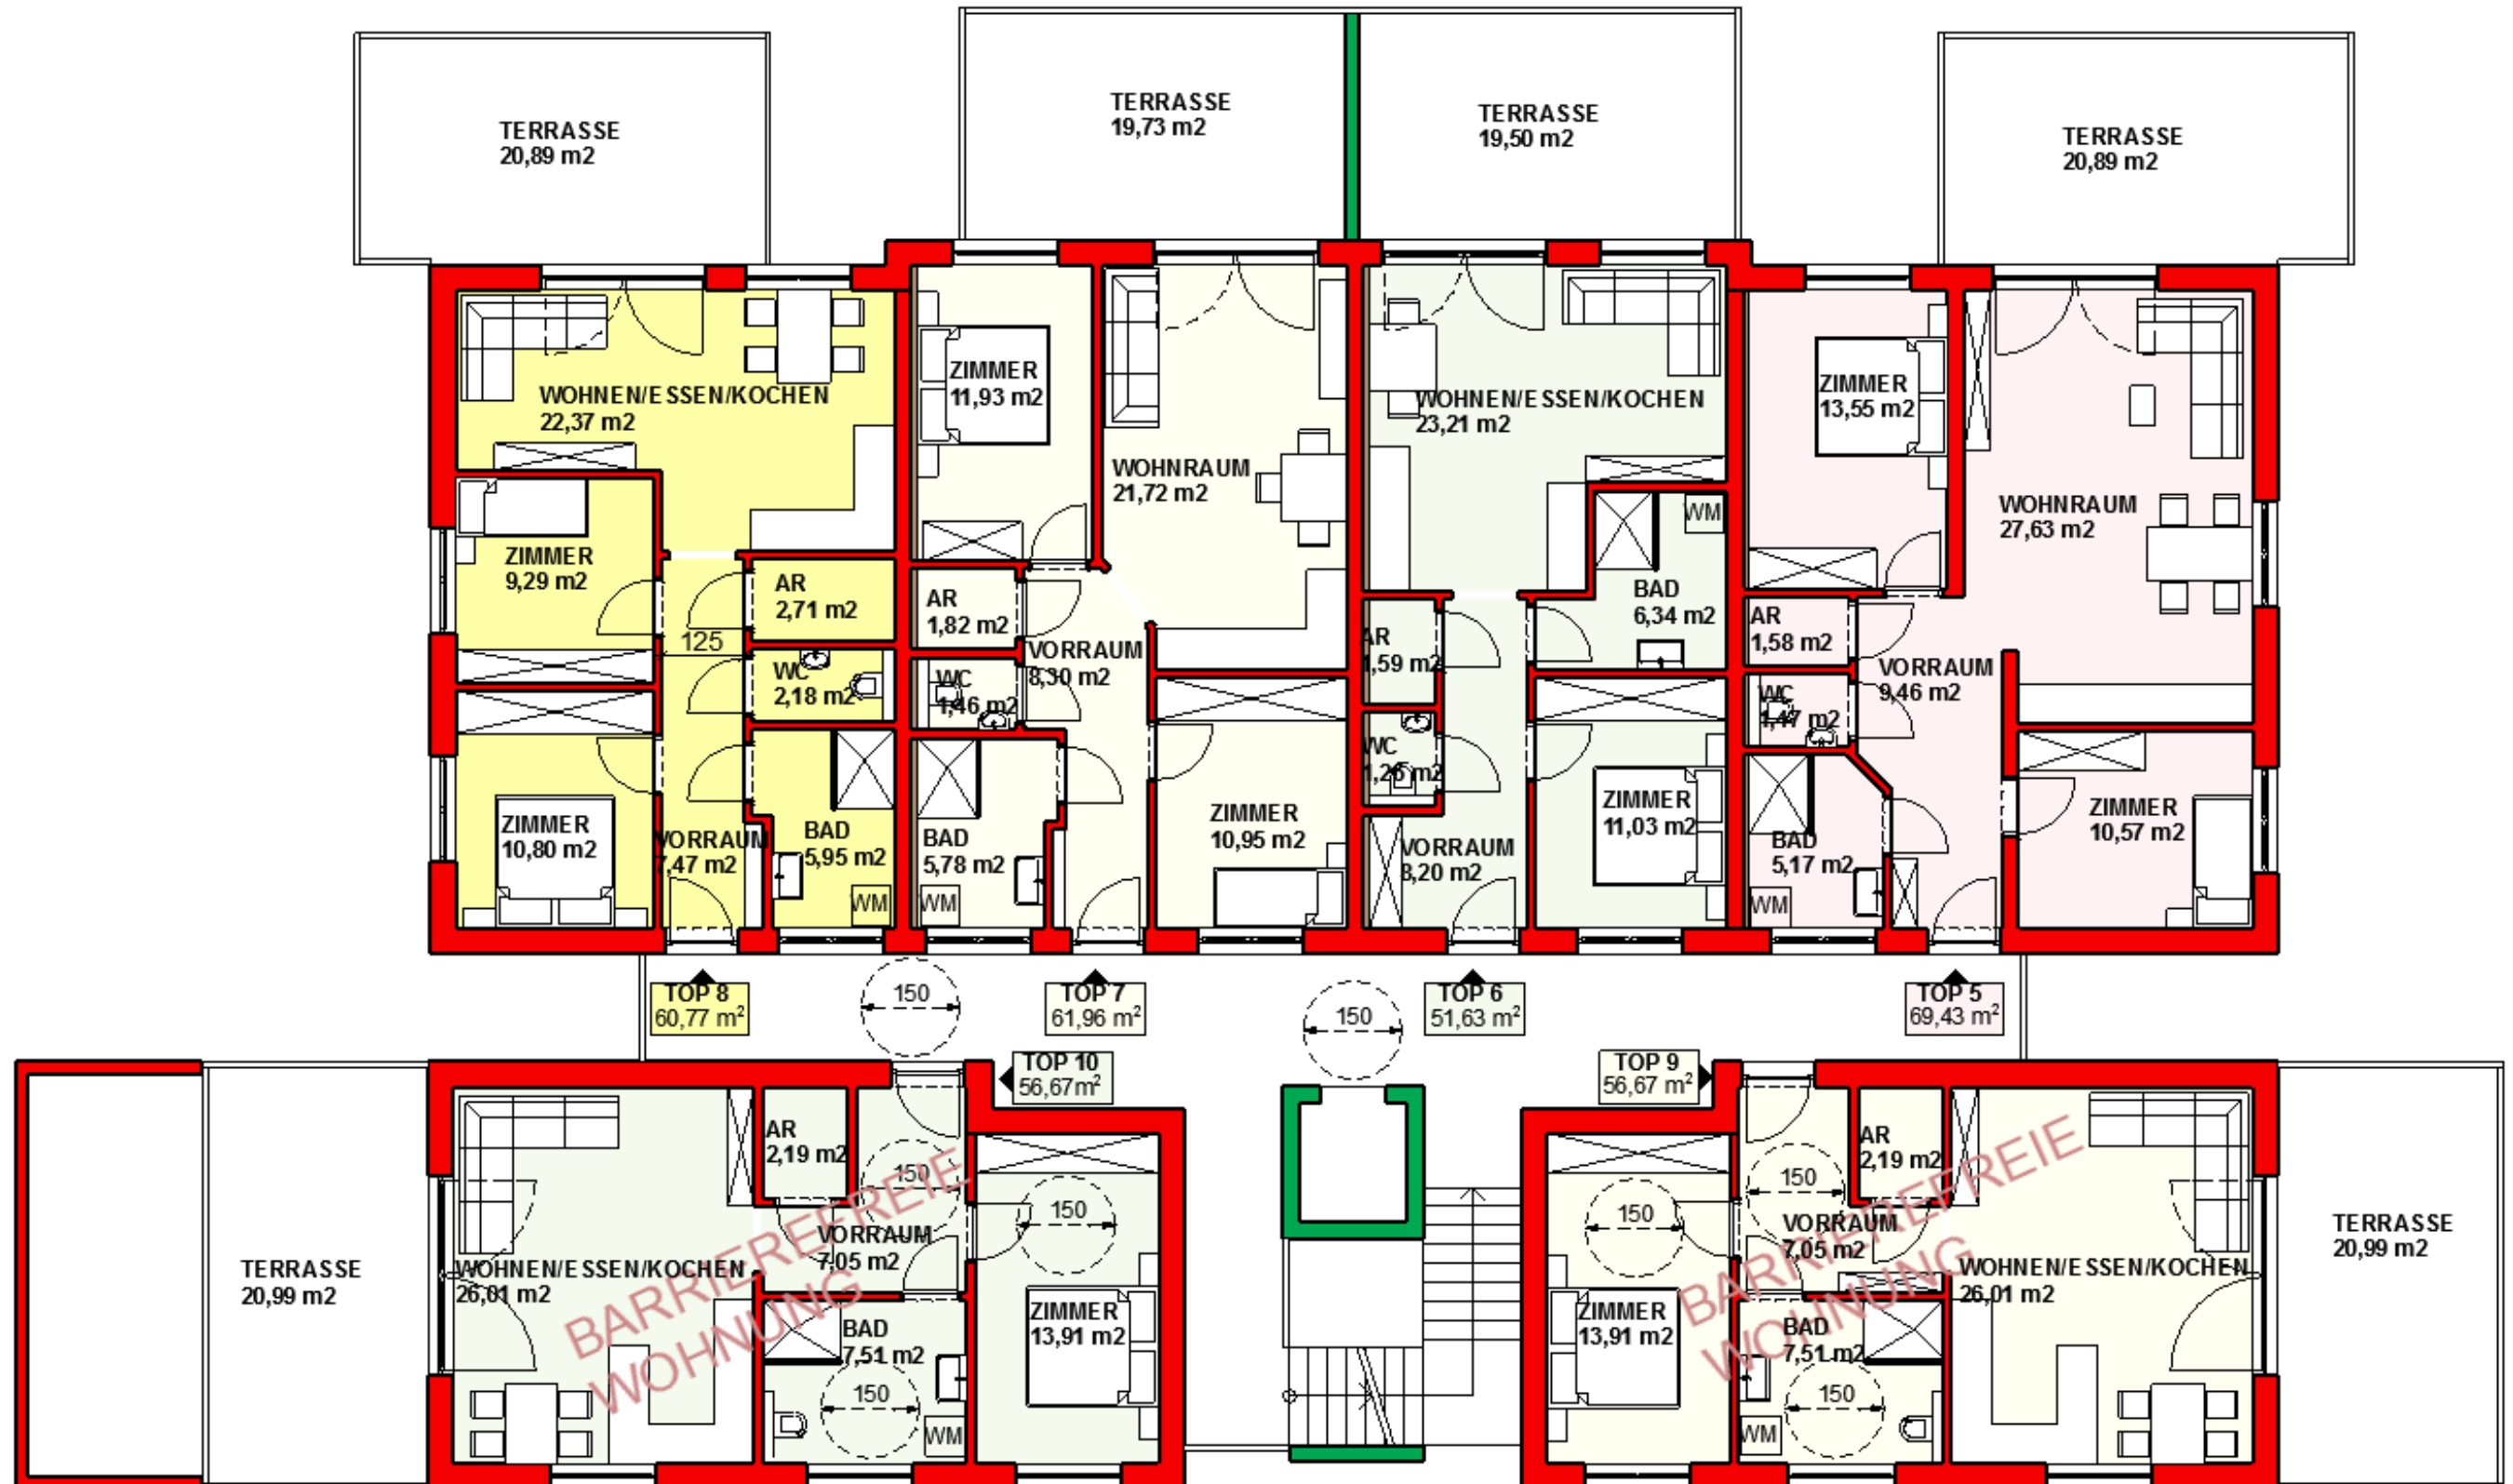 TERRASSE
20,89 m2
TERRASSE
19,73 m2
TERRASSE
19,50 m2
TERRASSE
20,89 m2
WOHNEN/ESSEN/KOCHEN
22,37 m2
ZIMMER
9,29 m2
AR
2,71 m2
125
WC
2,18 m2
ZIMMER
10,80 m2
VORRAUM
7,47 m2
BAD
5,95 m2
WM
ZIMMER
11,93 m2
WOHNRAUM
21,72 m2
AR
1,82 m2
VORRAUM
8,30 m2
WC
1,46 m2
BAD
5,78 m2
WM
ZIMMER
10,95 m2
WOHNEN/ESSEN/KOCHEN
23,21 m2
WM
BAD
6,34 m2
AR
1,59 m2
WC
1,26 m2
VORRAUM
8,20 m2
ZIMMER
11,03 m2
ZIMMER
13,55 m2
WOHNRAUM
27,63 m2
AR
1,58 m2
VORRAUM
9,46 m2
WC
1,47 m2
BAD
5,17 m2
WM
ZIMMER
10,57 m2
TOP 8
60,77 m²
150
TOP 7
61,96 m²
150
TOP 6
51,63 m²
TOP 5
69,43 m²
TOP 10
56,67m²
TOP 9
56,67 m²
TERRASSE
20,99 m2
WOHNEN/ESSEN/KOCHEN
26,01 m2
AR
2,19 m2
150
VORRAUM
7,05 m2
150
BAD
7,51 m2
150
WM
ZIMMER
13,91 m2
BARRIEREFREIE
WOHNUNG
150
ZIMMER
13,91 m2
150
AR
2,19 m2
VORRAUM
7,05 m2
BAD
7,51 m2
150
WM
WOHNEN/ESSEN/KOCHEN
26,01 m2
BARRIEREFREIE
WOHNUNG
TERRASSE
20,99 m2